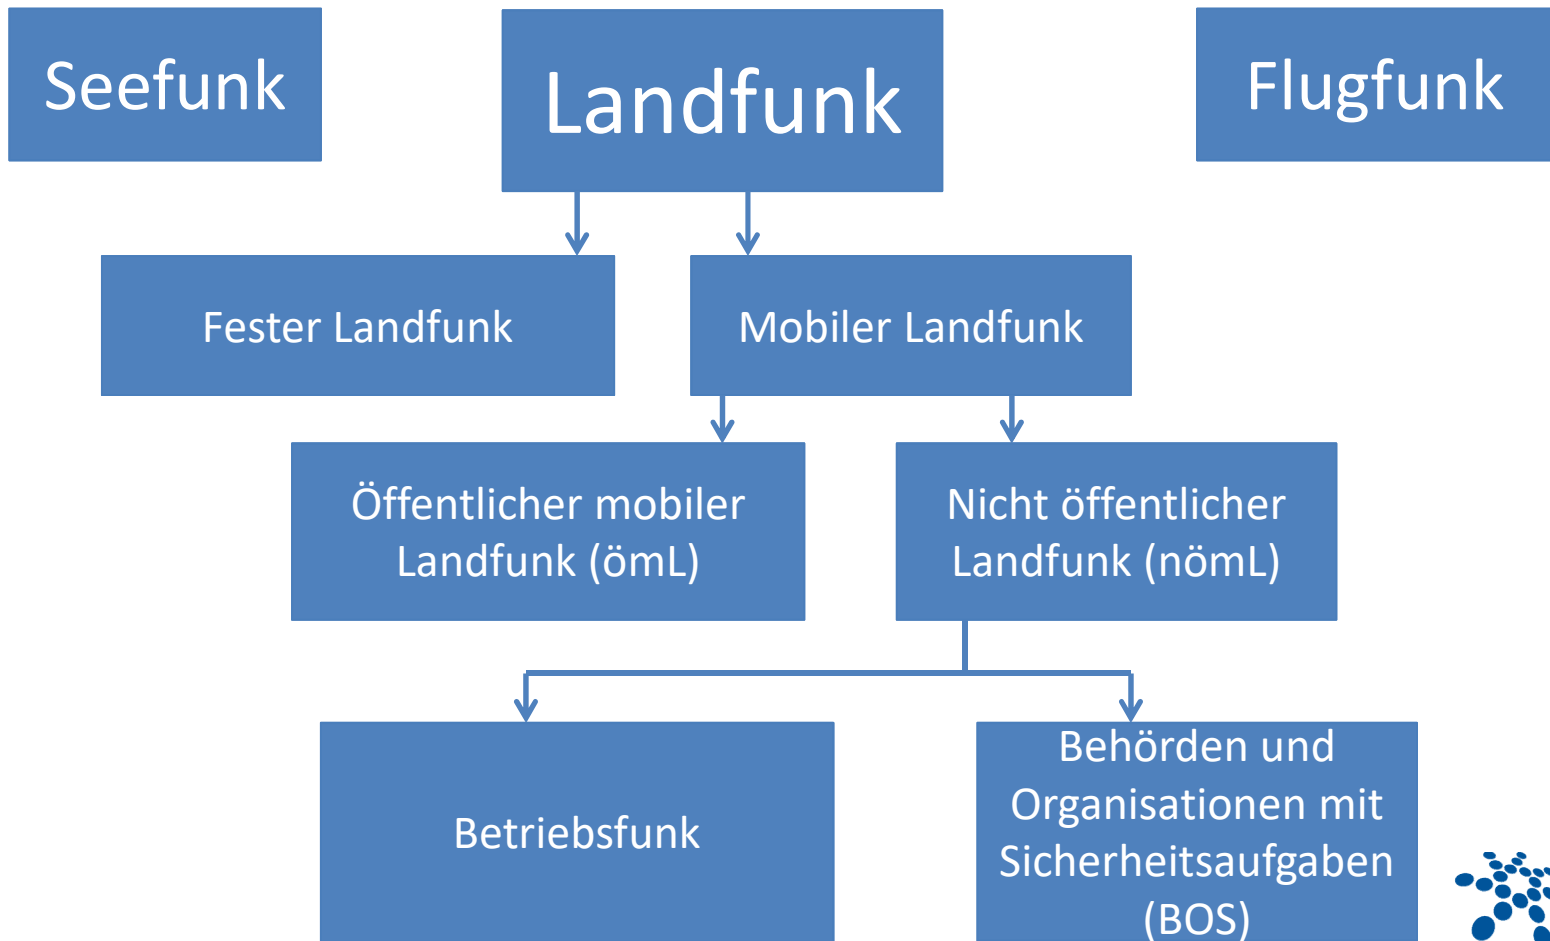 Seefunk
Landfunk
Flugfunk
Fester Landfunk
Mobiler Landfunk
Öffentlicher mobiler
Landfunk (ömL)
Nicht öffentlicher
Landfunk (nömL)
Betriebsfunk
Behörden und
Organisationen mit
Sicherheitsaufgaben
(BOS)